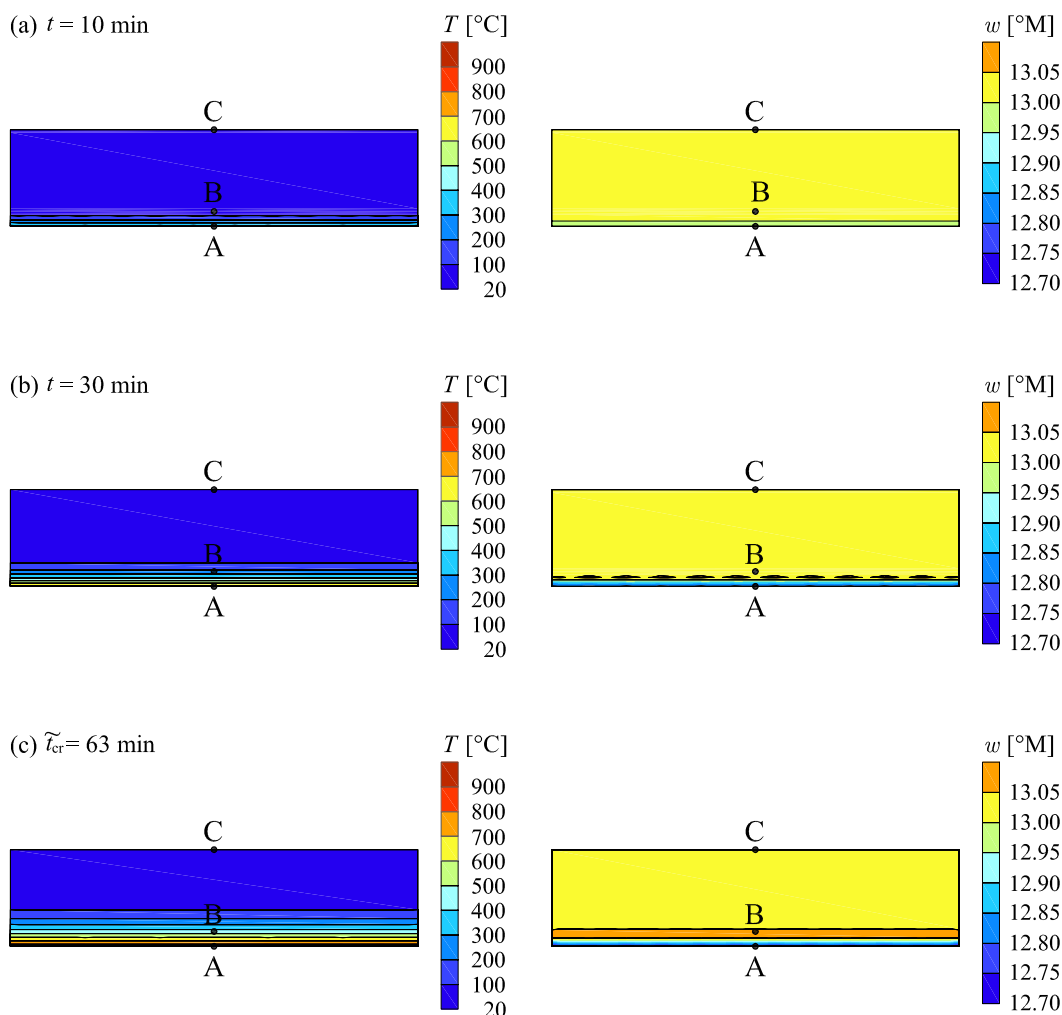 (a) t = 10 min
T [°C]
900
800
700
600
500
400
300
200
100
20
C
B
A
w [°M]
13.05
13.00
12.95
12.90
12.85
12.80
12.75
12.70
C
B
A
(b) t = 30 min
T [°C]
900
800
700
600
500
400
300
200
100
20
C
B
A
w [°M]
13.05
13.00
12.95
12.90
12.85
12.80
12.75
12.70
C
B
A
(c) t̃cr = 63 min
T [°C]
900
800
700
600
500
400
300
200
100
20
C
B
A
w [°M]
13.05
13.00
12.95
12.90
12.85
12.80
12.75
12.70
C
B
A